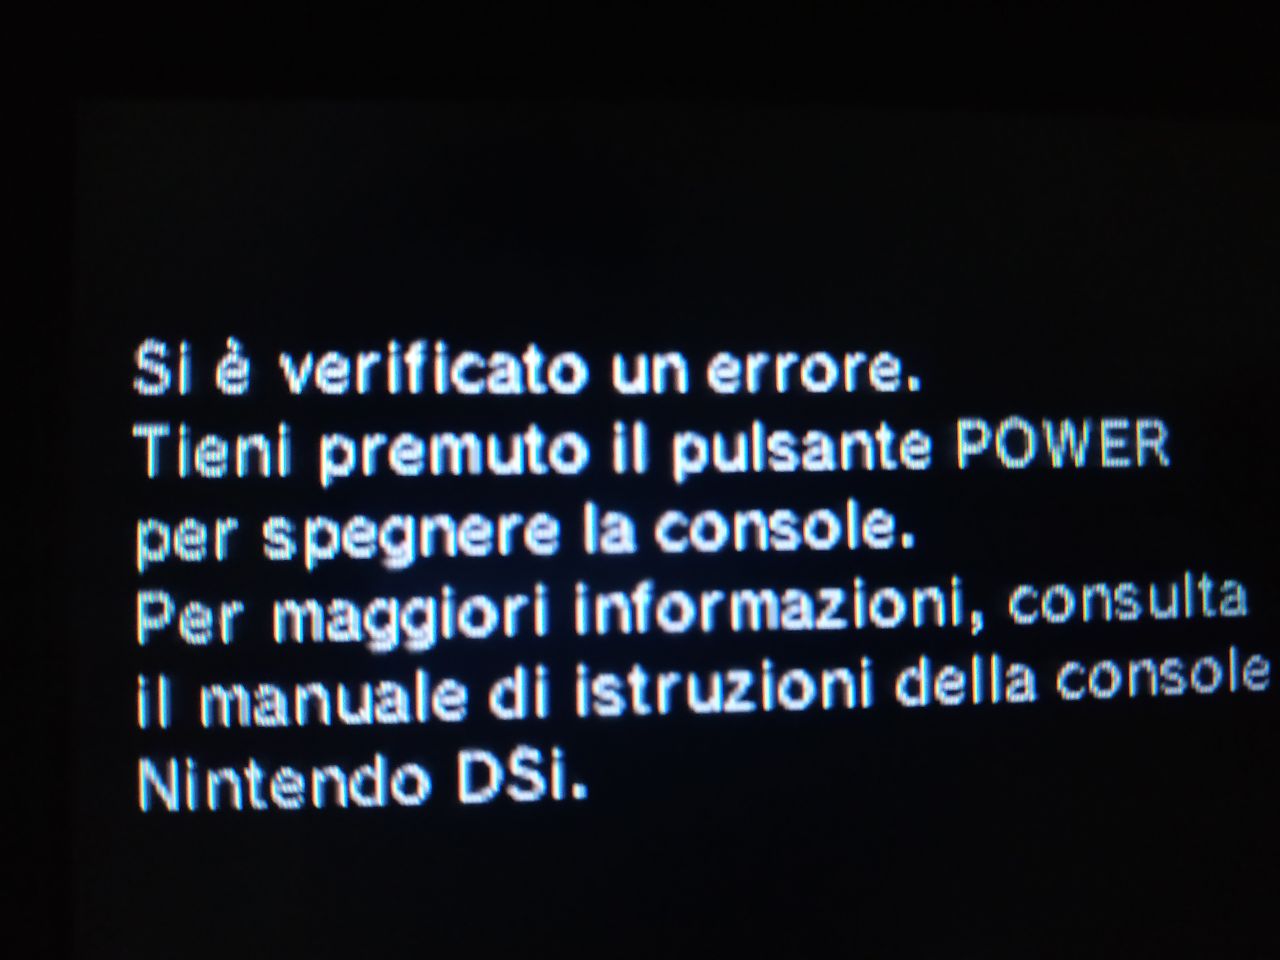 Si è verificato un errore.
Tieni premuto il pulsante POWER
per spegnere la console.
Per maggiori informazioni, consulta
il manuale di istruzioni della console
Nintendo DSi.